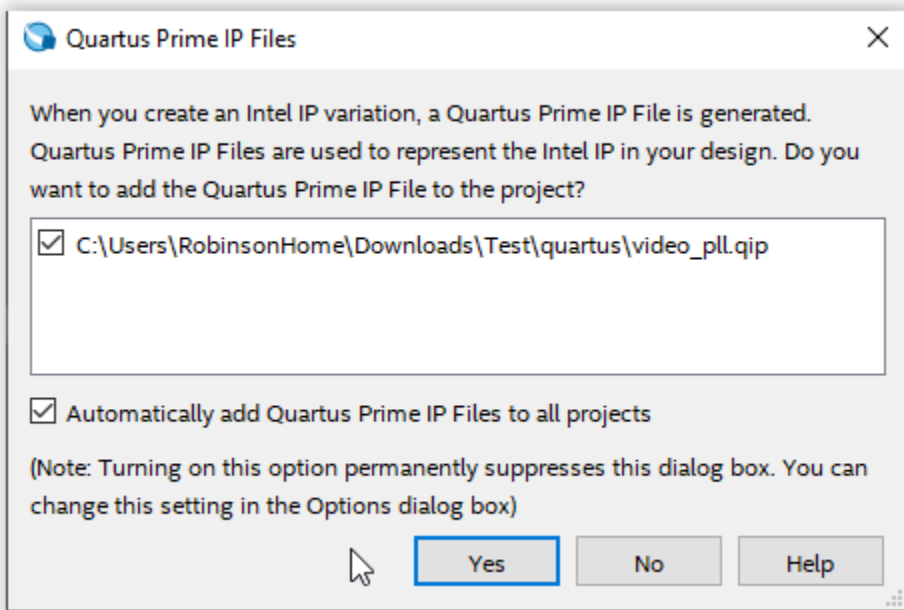 Quartus Prime IP Files
When you create an Intel IP variation, a Quartus Prime IP File is generated.
Quartus Prime IP Files are used to represent the Intel IP in your design. Do you
want to add the Quartus Prime IP File to the project?
C:\Users\RobinsonHome\Downloads\Test\quartus\video_pll.qip
Automatically add Quartus Prime IP Files to all projects
(Note: Turning on this option permanently suppresses this dialog box. You can
change this setting in the Options dialog box)
Yes No Help